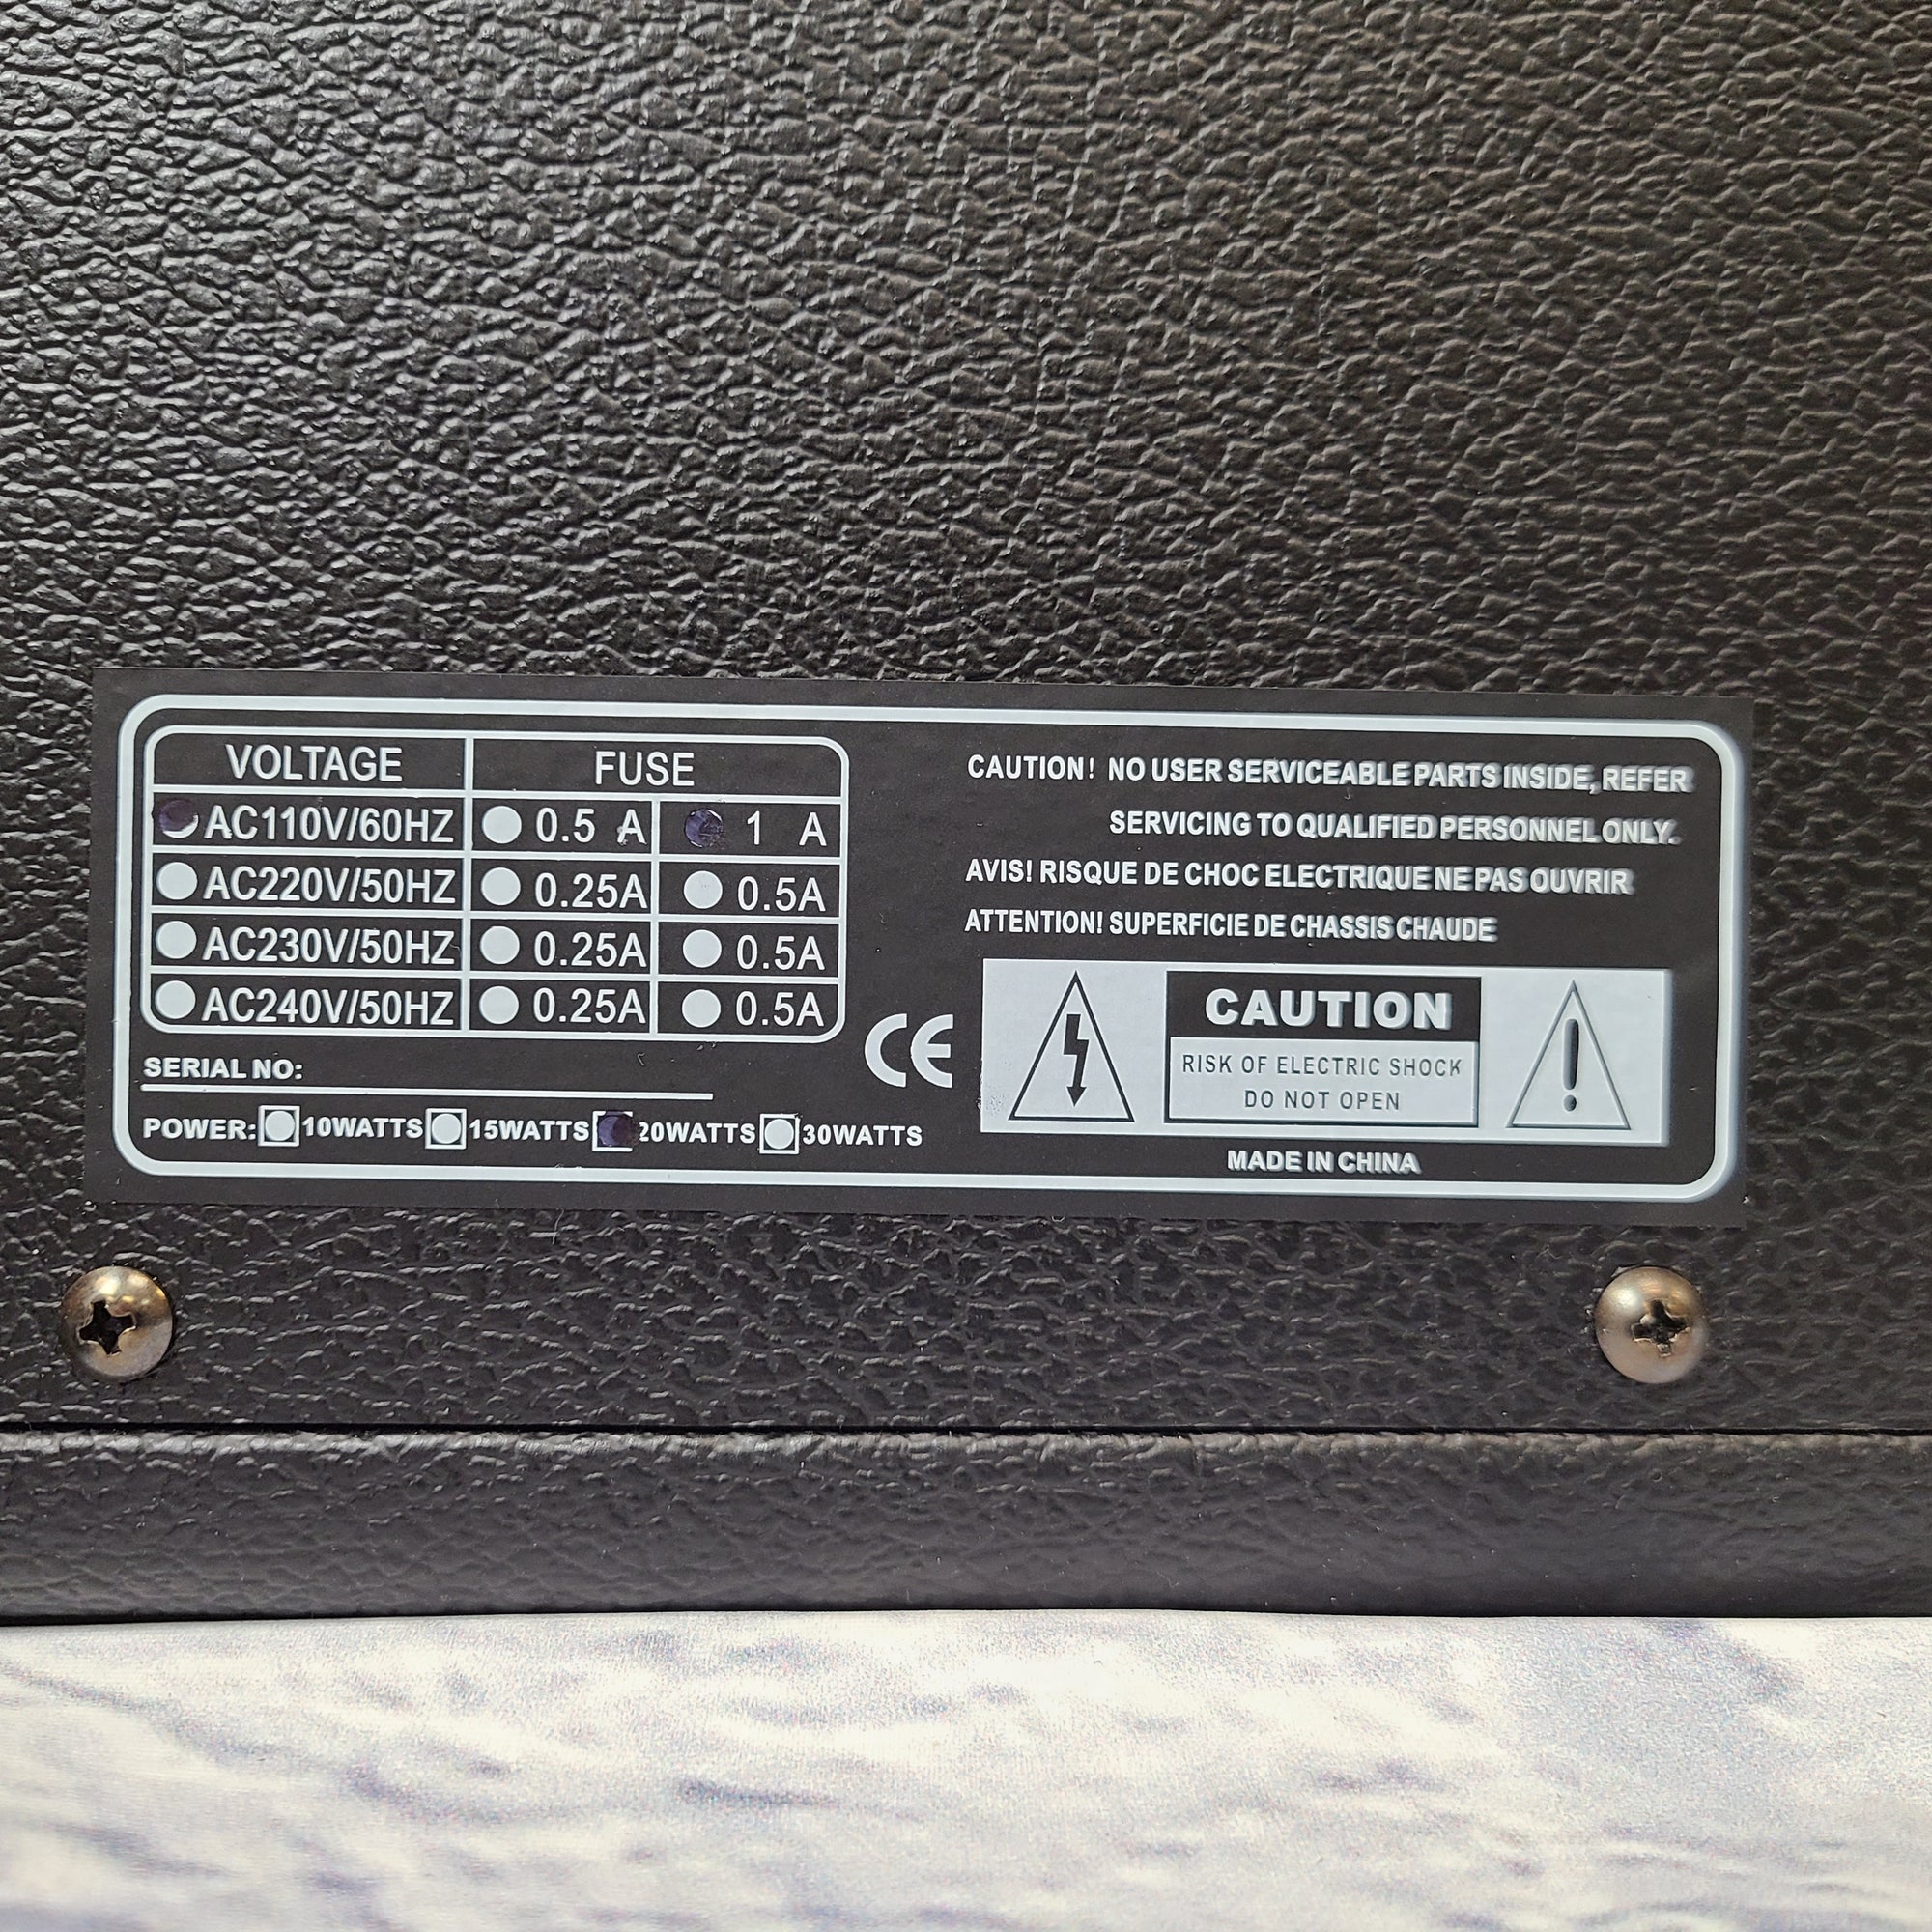 VOLTAGE FUSE
AC110V/60HZ 0.5 A 1 A
AC220V/50HZ 0.25A 0.5A
AC230V/50HZ 0.25A 0.5A
AC240V/50HZ 0.25A 0.5A
SERIAL NO:
POWER: 10WATTS 15WATTS 20WATTS 30WATTS
CE
CAUTION! NO USER SERVICEABLE PARTS INSIDE, REFER
SERVICING TO QUALIFIED PERSONNEL ONLY.
AVIS! RISQUE DE CHOC ELECTRIQUE NE PAS OUVRIR
ATTENTION! SUPERFICIE DE CHASSIS CHAUDE
CAUTION
RISK OF ELECTRIC SHOCK
DO NOT OPEN
!
MADE IN CHINA